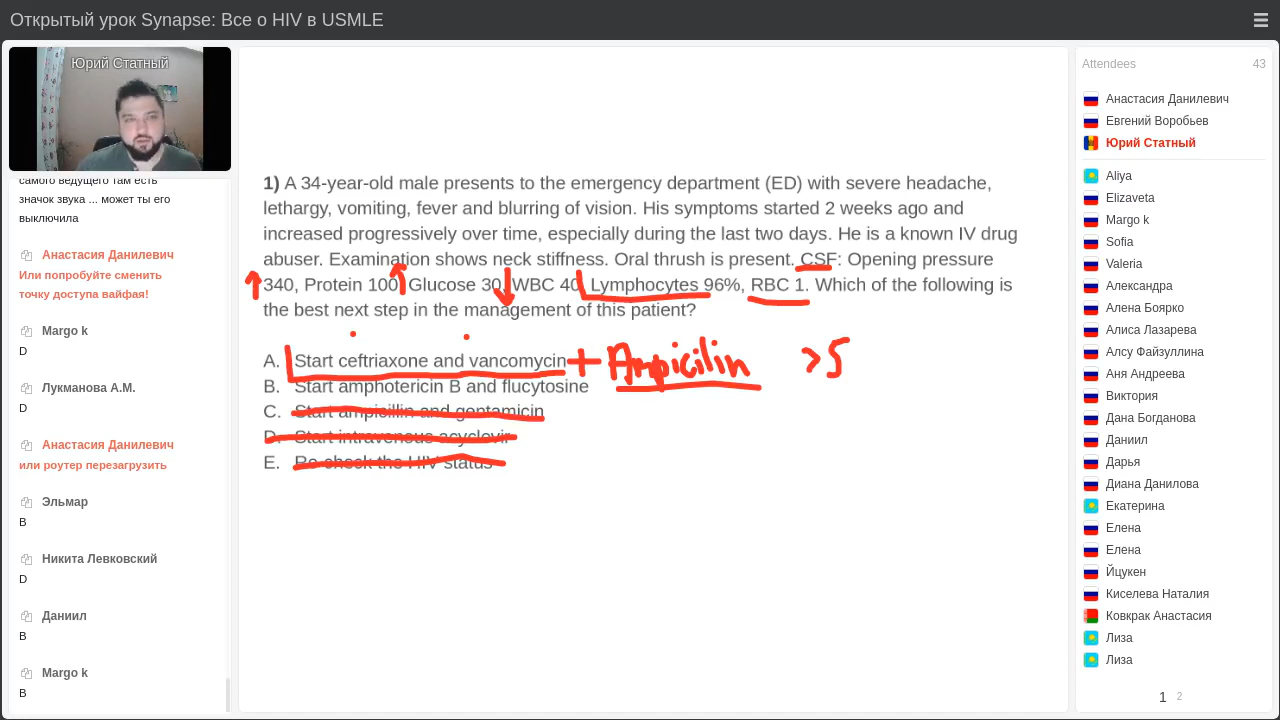 Открытый урок Synapse: Все о HIV в USMLE
Юрий Статный
самого ведущего там есть
значок звука ... может ты его
выключила
Анастасия Данилевич
Или попробуйте сменить
точку доступа вайфая!
Margo k
D
Лукманова А.М.
D
Анастасия Данилевич
или роутер перезагрузить
Эльмар
B
Никита Левковский
D
Даниил
B
Margo k
B
1) A 34-year-old male presents to the emergency department (ED) with severe headache,
lethargy, vomiting, fever and blurring of vision. His symptoms started 2 weeks ago and
increased progressively over time, especially during the last two days. He is a known IV drug
abuser. Examination shows neck stiffness. Oral thrush is present. CSF: Opening pressure
340, Protein 100, Glucose 30, WBC 40, Lymphocytes 96%, RBC 1. Which of the following is
the best next step in the management of this patient?
A. Start ceftriaxone and vancomycin + Ampicilin >5
B. Start amphotericin B and flucytosine
C. Start ampicillin and gentamicin
D. Start intravenous acyclovir
E. Re-check the HIV status
Attendees 43
Анастасия Данилевич
Евгений Воробьев
Юрий Статный
Aliya
Elizaveta
Margo k
Sofia
Valeria
Александра
Алена Боярко
Алиса Лазарева
Алсу Файзуллина
Аня Андреева
Виктория
Дана Богданова
Даниил
Дарья
Диана Данилова
Екатерина
Елена
Елена
Йцукен
Киселева Наталия
Ковкрак Анастасия
Лиза
Лиза
1 2